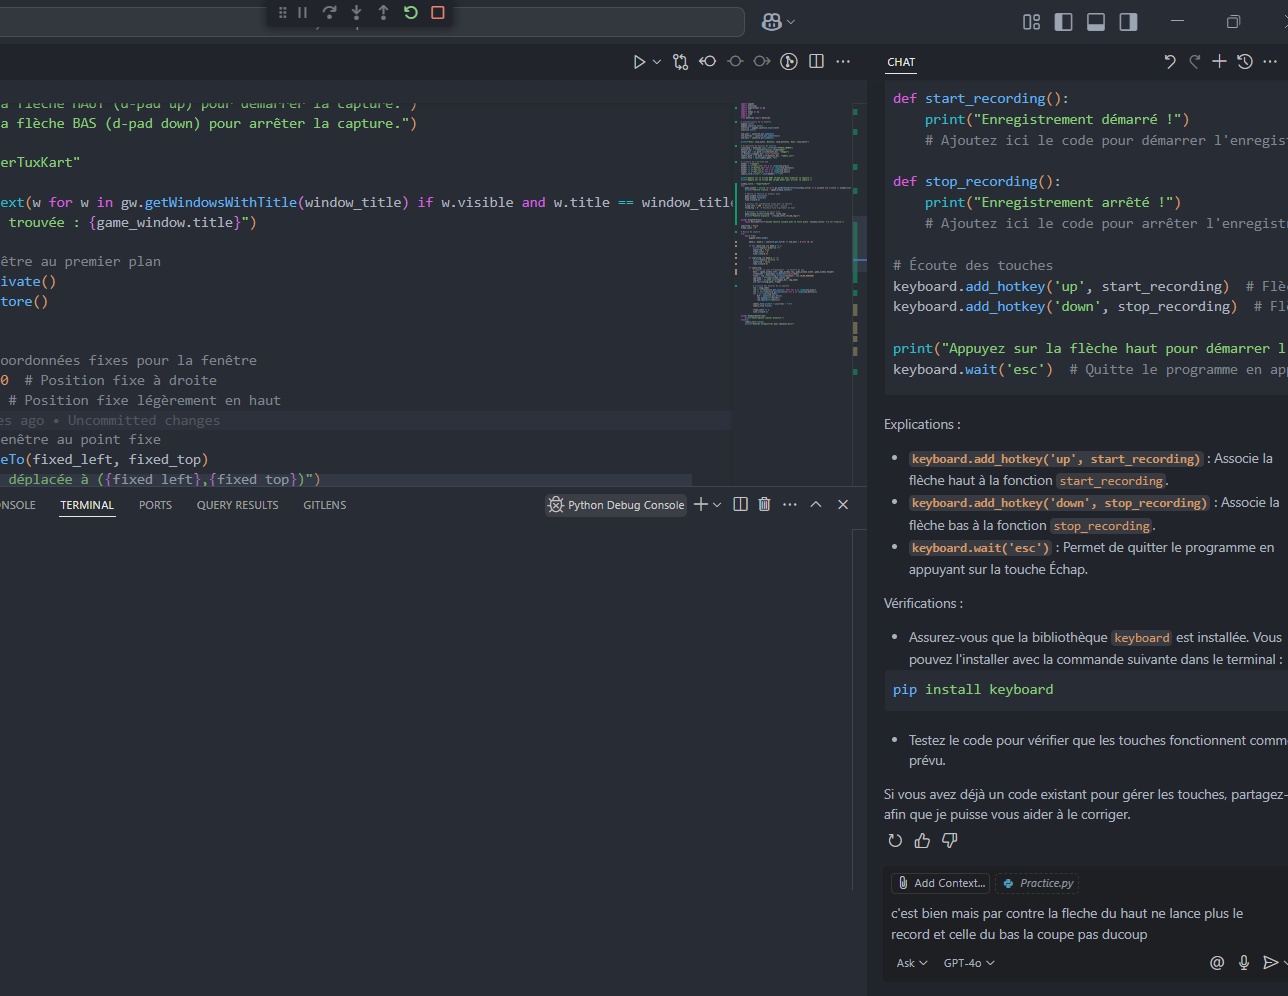 a flèche HAUT (d-pad up) pour démarrer la capture.")
a flèche BAS (d-pad down) pour arrêter la capture.")
erTuxKart"
ext(w for w in gw.getWindowsWithTitle(window_title) if w.visible and w.title == window_title
trouvée : {game_window.title}")
être au premier plan
ivate()
tore()
oordonnées fixes pour la fenêtre
0 # Position fixe à droite
# Position fixe légèrement en haut
es ago • Uncommitted changes
enêtre au point fixe
eTo(fixed_left, fixed_top)
déplacée à ({fixed_left},{fixed_top})")
NSOLE
TERMINAL
PORTS
QUERY RESULTS
GITLENS
Python Debug Console
CHAT
def start_recording():
print("Enregistrement démarré !")
# Ajoutez ici le code pour démarrer l'enregist
def stop_recording():
print("Enregistrement arrêté !")
# Ajoutez ici le code pour arrêter l'enregistr
# Écoute des touches
keyboard.add_hotkey('up', start_recording) # Flè
keyboard.add_hotkey('down', stop_recording) # Fl
print("Appuyez sur la flèche haut pour démarrer l
keyboard.wait('esc') # Quitte le programme en ap
Explications :
• keyboard.add_hotkey('up', start_recording) : Associe la
flèche haut à la fonction start_recording.
• keyboard.add_hotkey('down', stop_recording) : Associe la
flèche bas à la fonction stop_recording.
• keyboard.wait('esc') : Permet de quitter le programme en
appuyant sur la touche Échap.
Vérifications :
• Assurez-vous que la bibliothèque keyboard est installée. Vous
pouvez l'installer avec la commande suivante dans le terminal :
pip install keyboard
• Testez le code pour vérifier que les touches fonctionnent comm
prévu.
Si vous avez déjà un code existant pour gérer les touches, partagez-
afin que je puisse vous aider à le corriger.
Add Context...
Practice.py
c'est bien mais par contre la fleche du haut ne lance plus le
record et celle du bas la coupe pas ducoup
Ask
GPT-4o